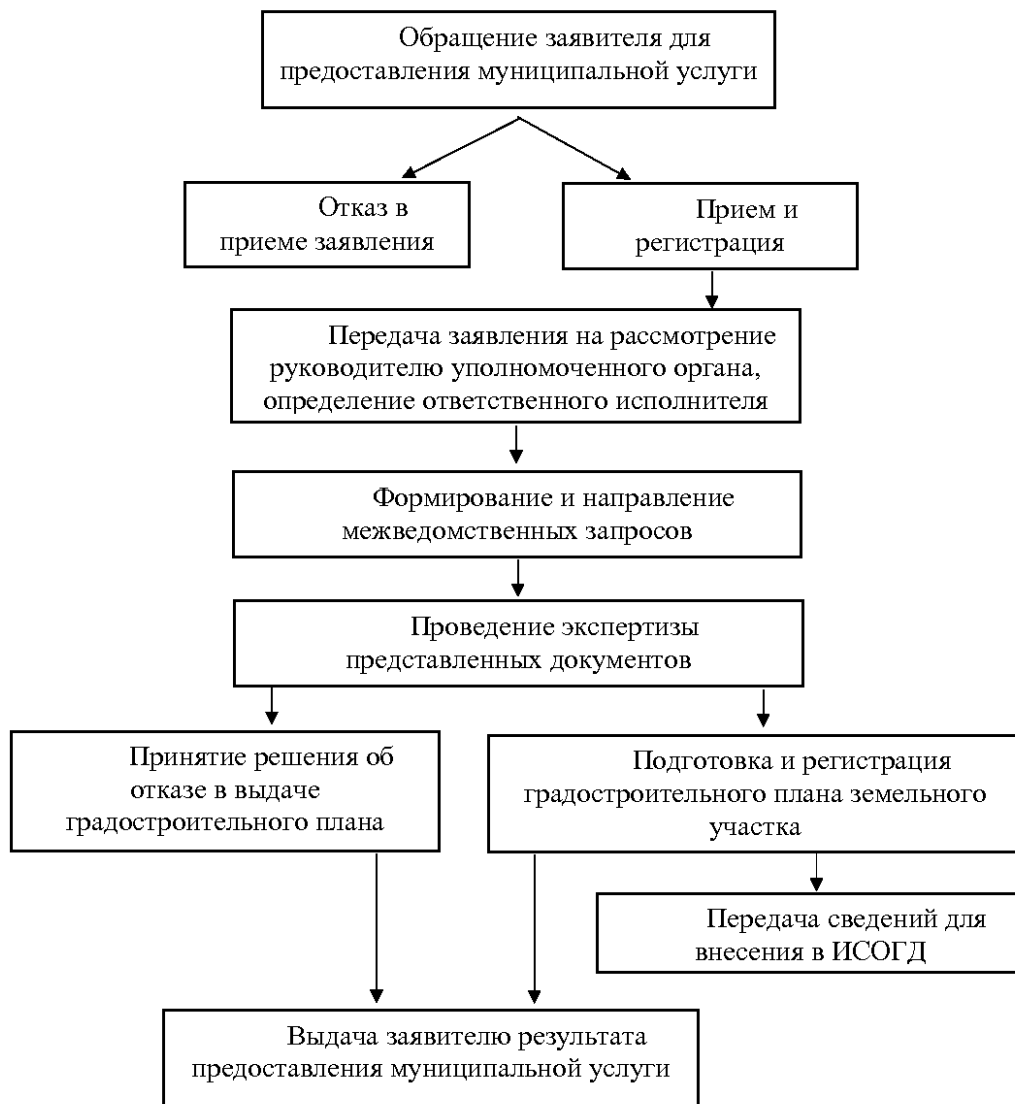 Обращение заявителя для
предоставления муниципальной услуги
Отказ в
приеме заявления
Прием и
регистрация
Передача заявления на рассмотрение
руководителю уполномоченного органа,
определение ответственного исполнителя
Формирование и направление
межведомственных запросов
Проведение экспертизы
представленных документов
Принятие решения об
отказе в выдаче
градостроительного плана
Подготовка и регистрация
градостроительного плана земельного
участка
Передача сведений для
внесения в ИСОГД
Выдача заявителю результата
предоставления муниципальной услуги